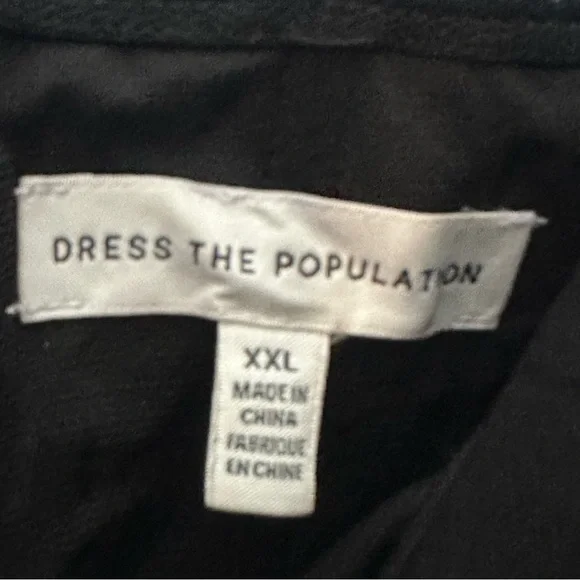 DRESS THE POPULATION
XXL
MADE IN
CHINA
FABRIQUE
EN CHINE